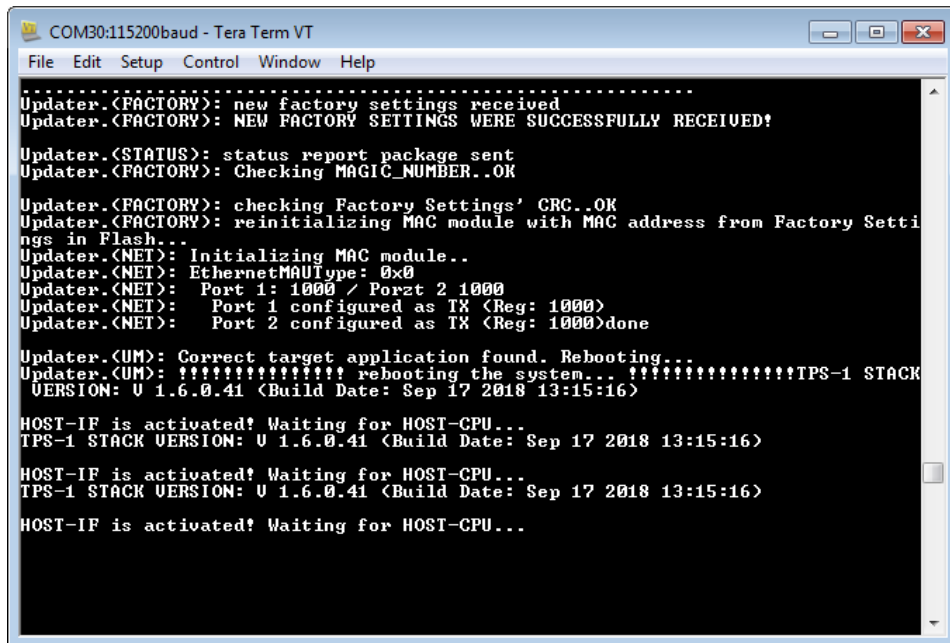 COM30:115200baud - Tera Term VT
File Edit Setup Control Window Help
............................................................
Updater.(FACTORY): new factory settings received
Updater.(FACTORY): NEW FACTORY SETTINGS WERE SUCCESSFULLY RECEIVED!
Updater.(STATUS): status report package sent
Updater.(FACTORY): Checking MAGIC_NUMBER..OK
Updater.(FACTORY): checking Factory Settings' CRC..OK
Updater.(FACTORY): reinitializing MAC module with MAC address from Factory Setti
ngs in Flash...
Updater.(NET): Initializing MAC module..
Updater.(NET): EthernetMAUType: 0x0
Updater.(NET):  Port 1: 1000 / Porzt 2 1000
Updater.(NET):   Port 1 configured as TX (Reg: 1000)
Updater.(NET):   Port 2 configured as TX (Reg: 1000)done
Updater.(UM): Correct target application found. Rebooting...
Updater.(UM): !!!!!!!!!!!!!!! rebooting the system... !!!!!!!!!!!!!!!TPS-1 STACK
 VERSION: V 1.6.0.41 (Build Date: Sep 17 2018 13:15:16)
HOST-IF is activated! Waiting for HOST-CPU...
TPS-1 STACK VERSION: V 1.6.0.41 (Build Date: Sep 17 2018 13:15:16)
HOST-IF is activated! Waiting for HOST-CPU...
TPS-1 STACK VERSION: V 1.6.0.41 (Build Date: Sep 17 2018 13:15:16)
HOST-IF is activated! Waiting for HOST-CPU...